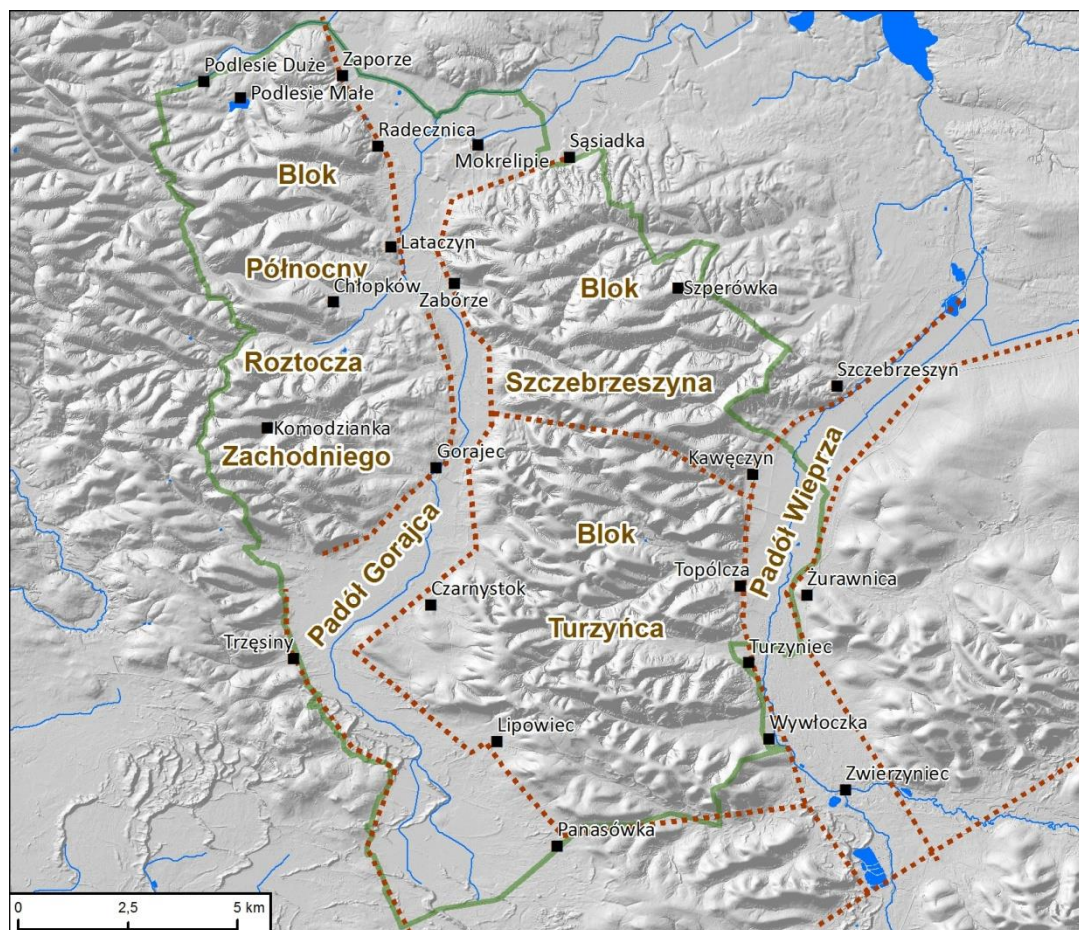 Podlesie Duże
Zaporze
Podlesie Małe
Radecznica
Mokrelipie
Sąsiadka
Blok
Lataczyn
Północny
Chłopków
Zabórze
Blok
Szperówka
Roztocza
Szczebrzeszyna
Szczebrzeszyń
Komodzianka
Zachodniego
Gorajec
Kawęczyn
Padół Wieprza
Blok
Padół Gorajca
Czarnystok
Topólcza
Żurawnica
Turzyńca
Trzęsiny
Turzyniec
Lipowiec
Wywłoczka
Zwierzyniec
Panasówka
0 2,5 5 km